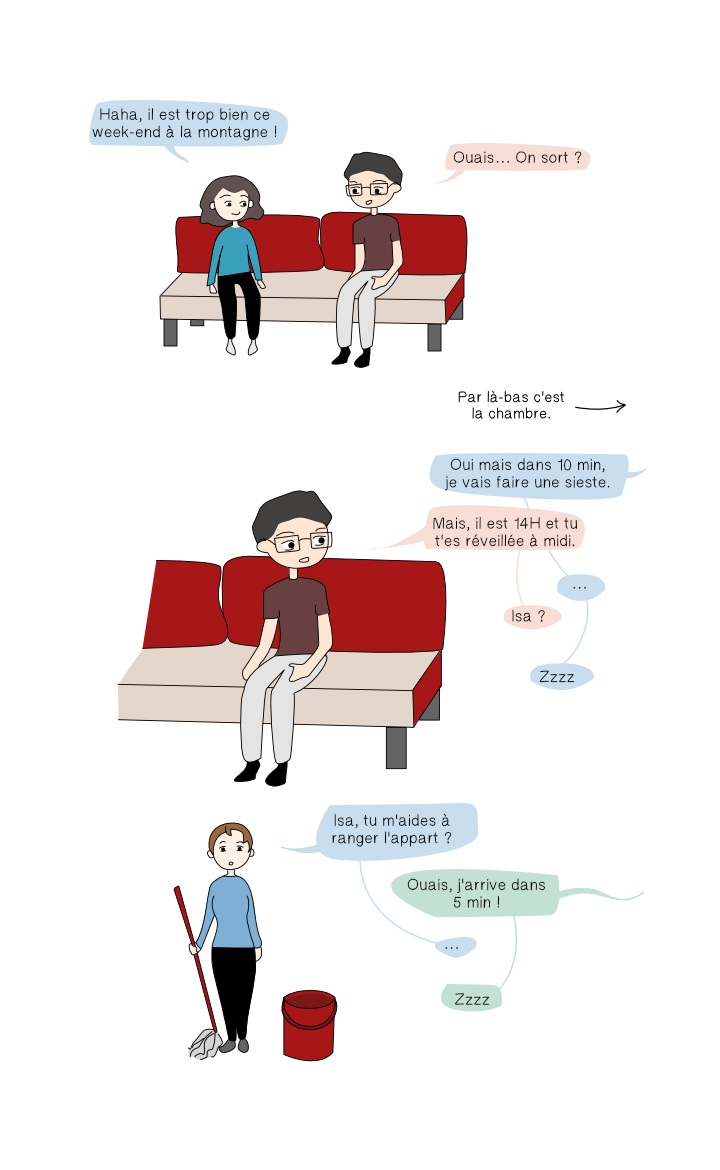 Haha, il est trop bien ce
week-end à la montagne !
Ouais... On sort ?
Par là-bas c'est
la chambre.
Oui mais dans 10 min,
je vais faire une sieste.
Mais, il est 14H et tu
t'es réveillée à midi.
...
Isa ?
Zzzz
Isa, tu m'aides à
ranger l'appart ?
Ouais, j'arrive dans
5 min !
...
Zzzz